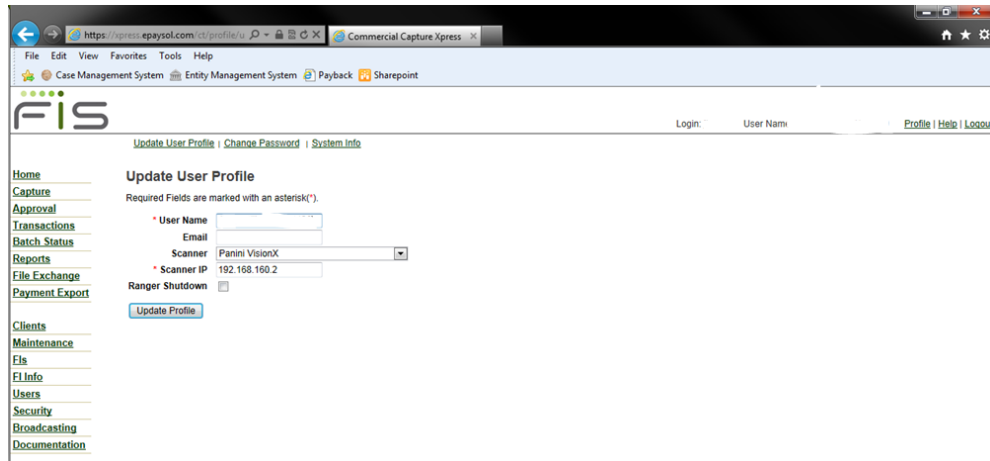 https://xpress.epaysol.com/ct/profile/u
Commercial Capture Xpress
File Edit View Favorites Tools Help
Case Management System Entity Management System Payback Sharepoint
FIS
Login: User Name Profile | Help | Logou
Update User Profile | Change Password | System Info
Home
Capture
Approval
Transactions
Batch Status
Reports
File Exchange
Payment Export
Clients
Maintenance
FIs
FI Info
Users
Security
Broadcasting
Documentation
Update User Profile
Required Fields are marked with an asterisk(*).
* User Name
Email
Scanner Panini VisionX
* Scanner IP 192.168.160.2
Ranger Shutdown
Update Profile